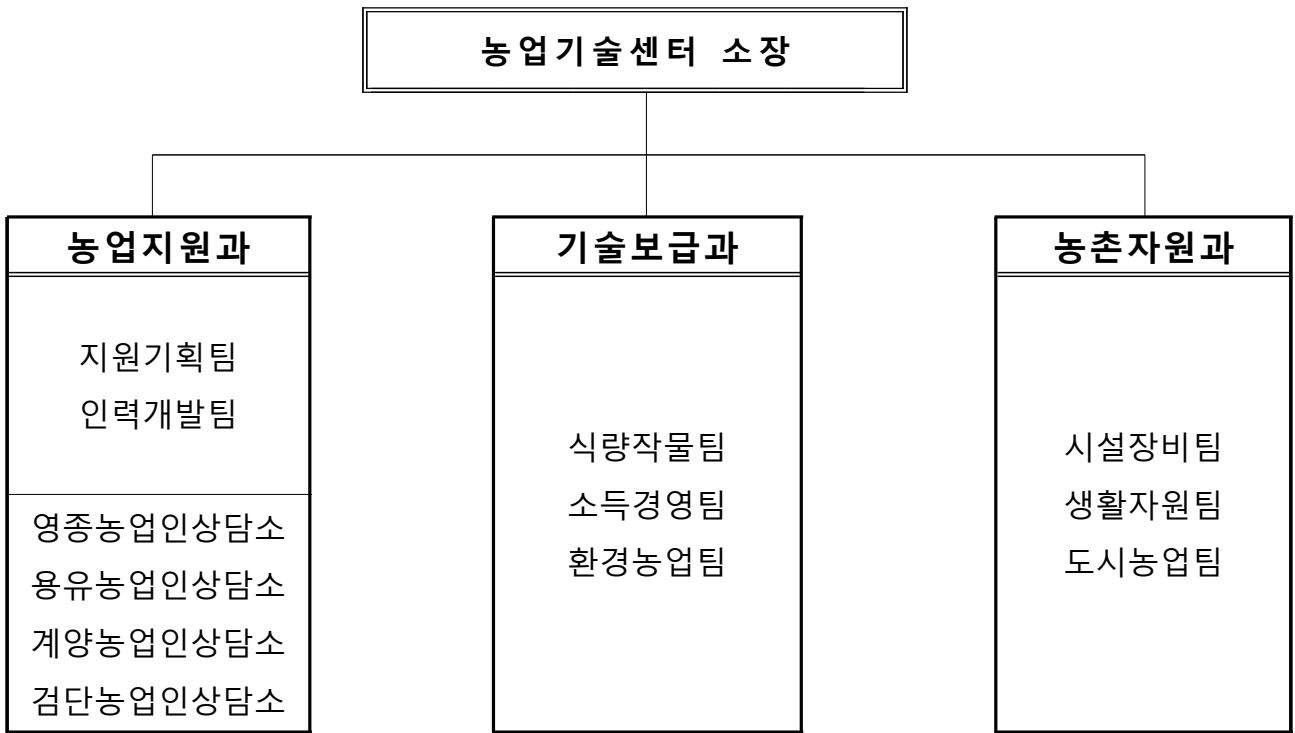 농업기술센터 소장
농업지원과
지원기획팀
인력개발팀
영종농업인상담소
용유농업인상담소
계양농업인상담소
검단농업인상담소
기술보급과
식량작물팀
소득경영팀
환경농업팀
농촌자원과
시설장비팀
생활자원팀
도시농업팀